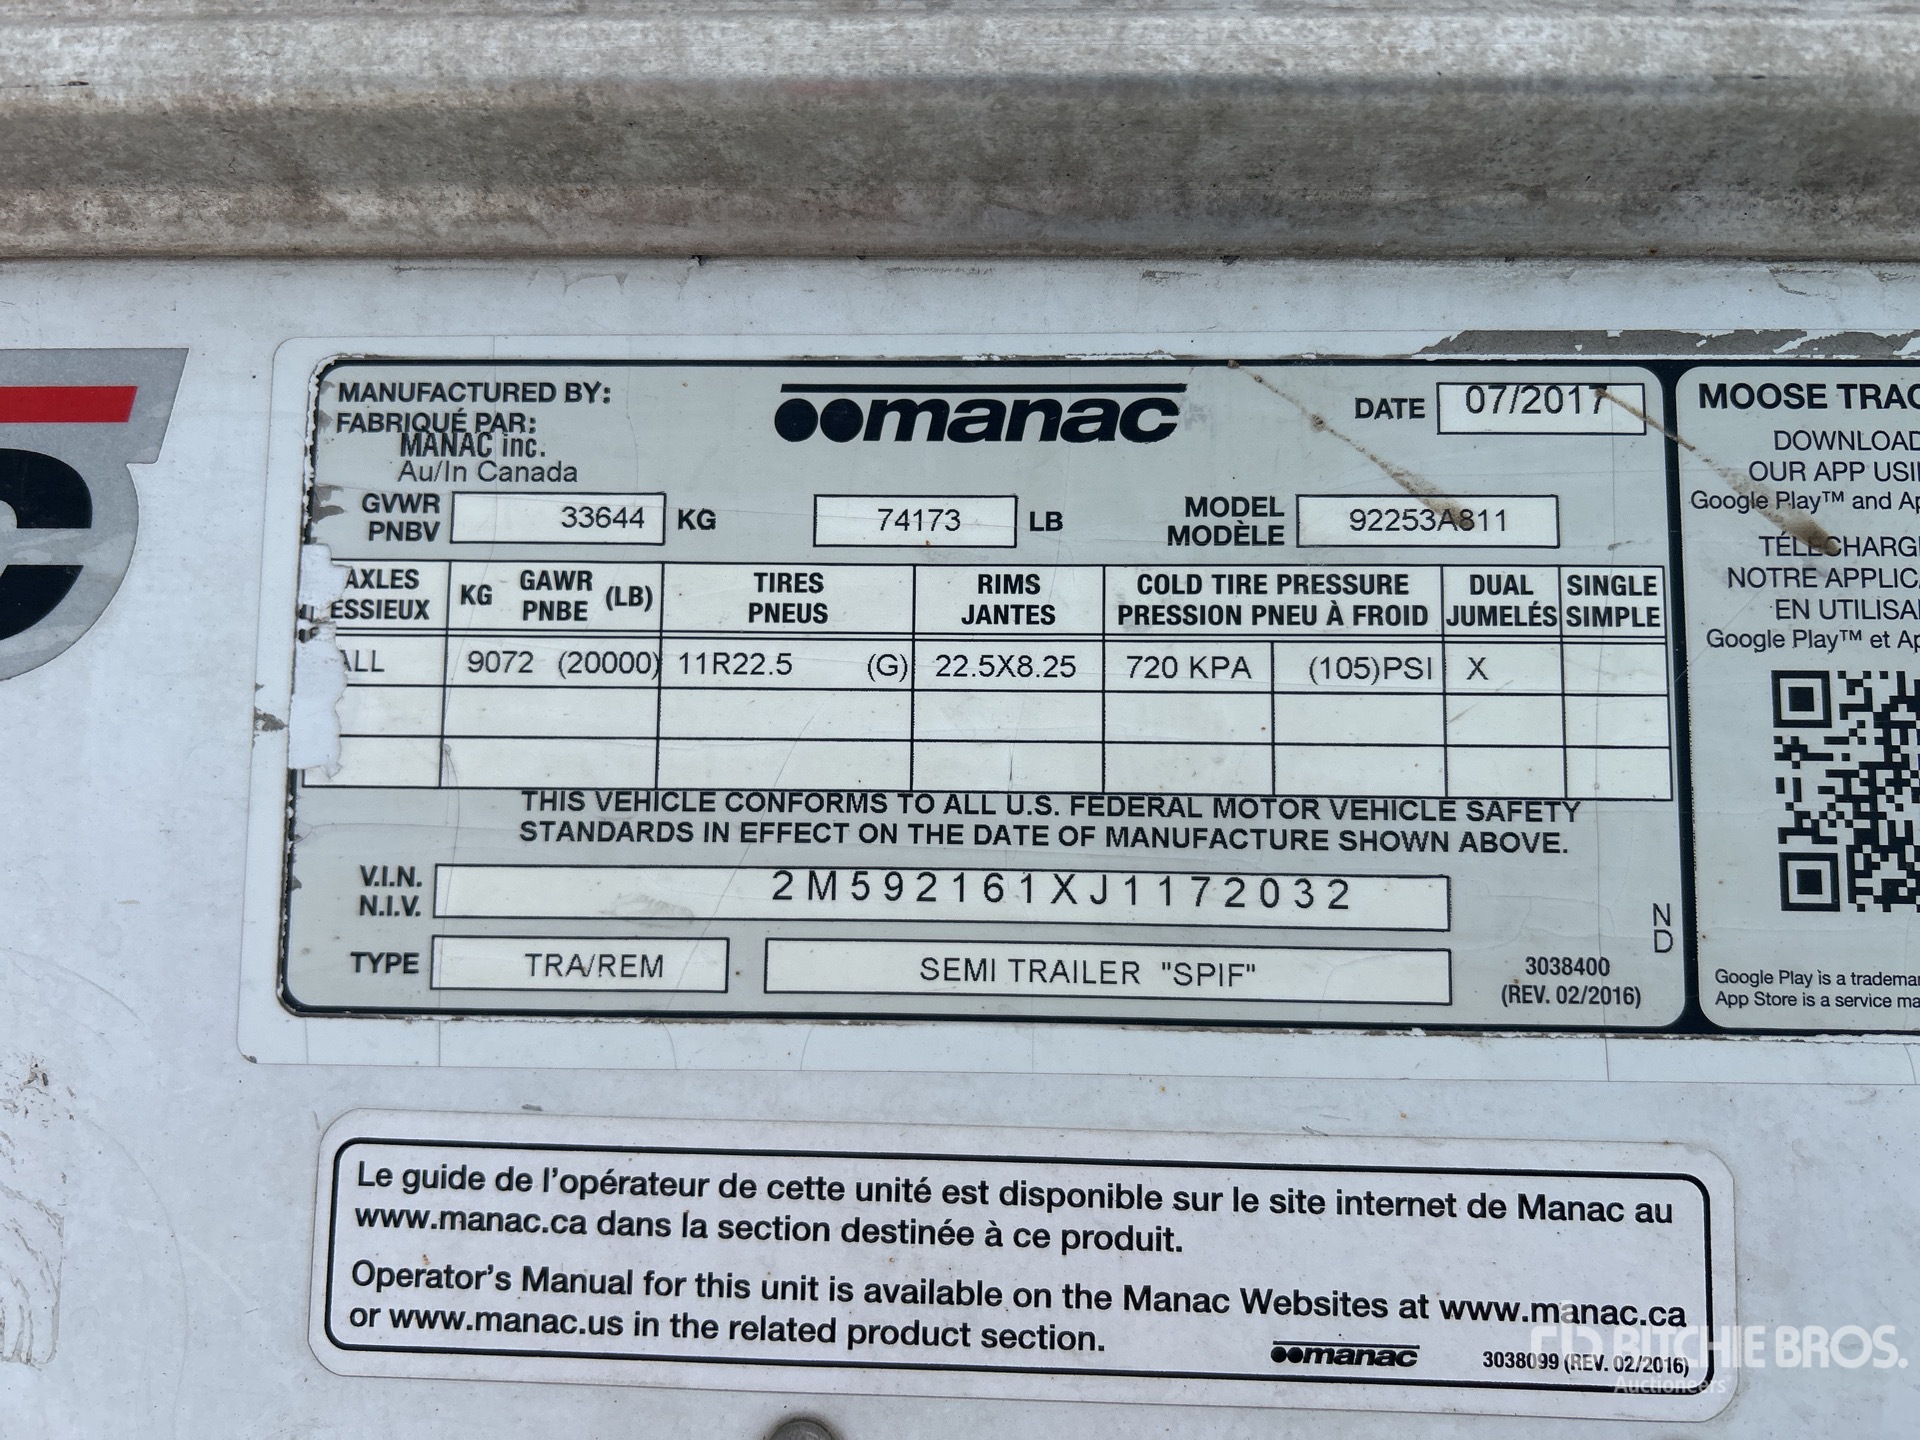 MANUFACTURED BY:
FABRIQUÉ PAR:
MANAC inc.
Au/In Canada
manac
DATE 07/2017
GVWR
PNBV
33644 KG 74173 LB
MODEL
MODÈLE
92253A811
AXLES
ESSIEUX
KG GAWR (LB)
PNBE
TIRES
PNEUS
RIMS
JANTES
COLD TIRE PRESSURE
PRESSION PNEU À FROID
DUAL
JUMELÉS
SINGLE
SIMPLE
ALL 9072 (20000) 11R22.5 (G) 22.5X8.25 720 KPA (105)PSI X
THIS VEHICLE CONFORMS TO ALL U.S. FEDERAL MOTOR VEHICLE SAFETY
STANDARDS IN EFFECT ON THE DATE OF MANUFACTURE SHOWN ABOVE.
V.I.N.
N.I.V.
2M592161XJ1172032
TYPE TRA/REM SEMI TRAILER "SPIF"
3038400
(REV. 02/2016)
ND
MOOSE TRAC
DOWNLOAD
OUR APP USI
Google Play™ and Ap
TÉLÉCHARG
NOTRE APPLICA
EN UTILISA
Google Play™ et Ap
Google Play is a tradema
App Store is a service ma
Le guide de l'opérateur de cette unité est disponible sur le site internet de Manac au
www.manac.ca dans la section destinée à ce produit.
Operator's Manual for this unit is available on the Manac Websites at www.manac.ca
or www.manac.us in the related product section.
manac 3038099 (REV. 02/2016)
RITCHIE BROS.
Auctioneers